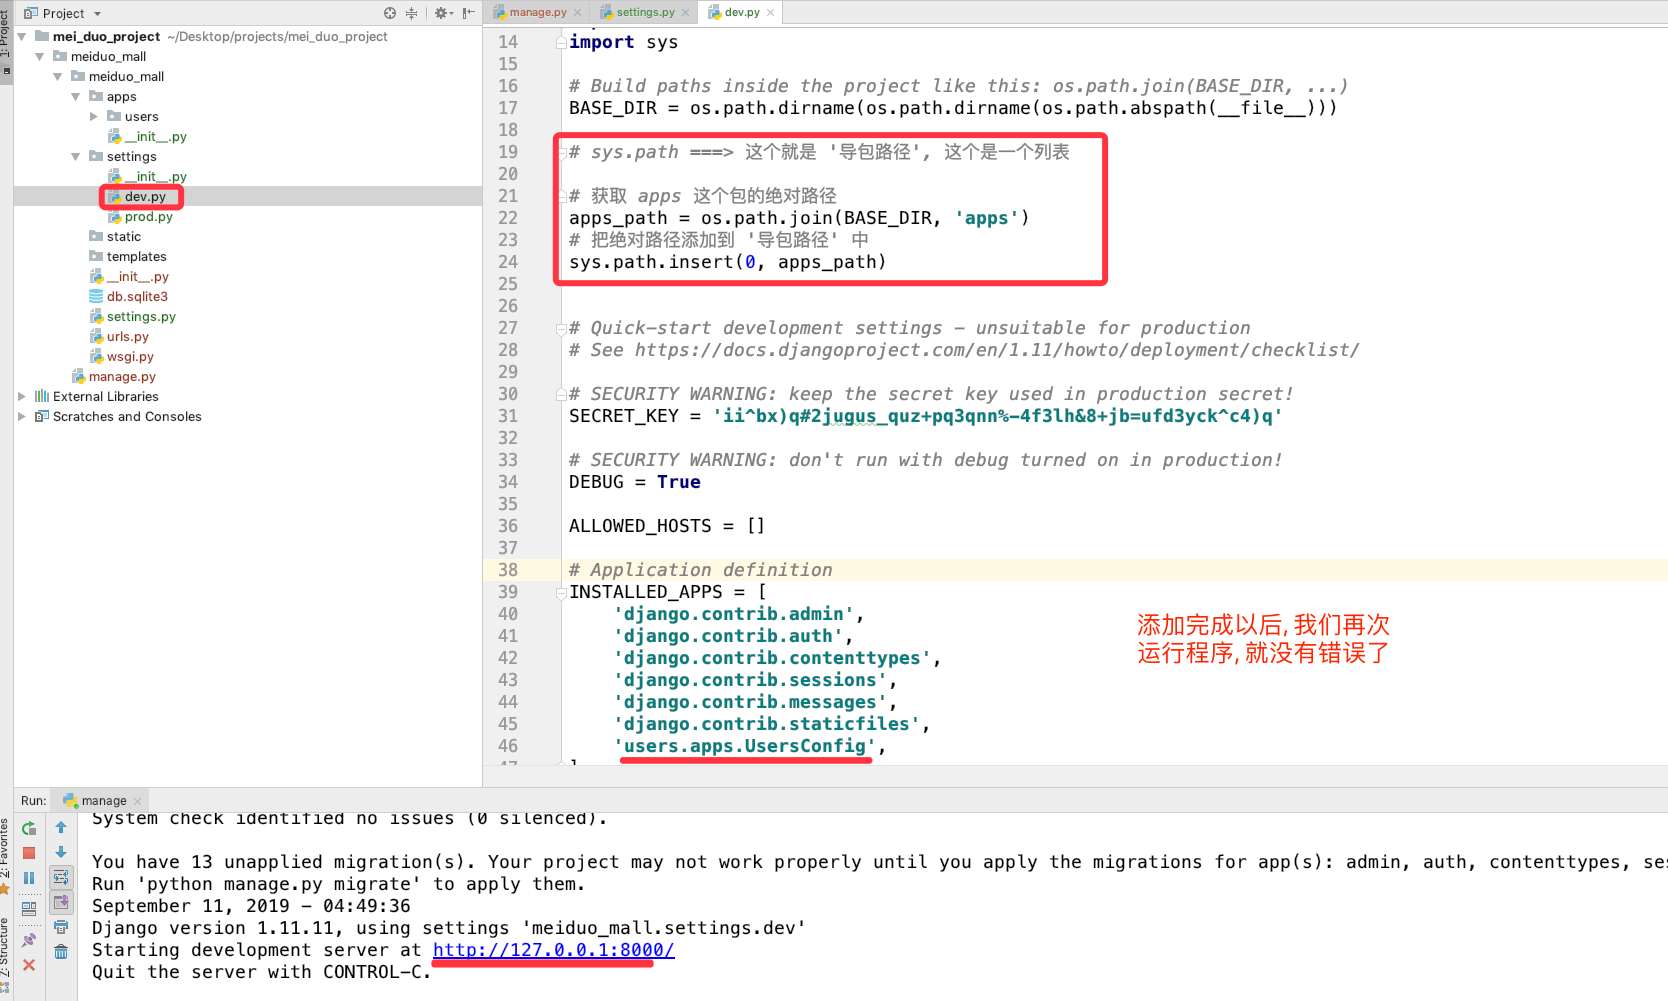 Project
manage.py
settings.py
dev.py
1: Project
mei_duo_project ~/Desktop/projects/mei_duo_project
meiduo_mall
meiduo_mall
apps
users
__init__.py
settings
__init__.py
dev.py
prod.py
static
templates
__init__.py
db.sqlite3
settings.py
urls.py
wsgi.py
manage.py
External Libraries
Scratches and Consoles
14 import sys
15
16 # Build paths inside the project like this: os.path.join(BASE_DIR, ...)
17 BASE_DIR = os.path.dirname(os.path.dirname(os.path.abspath(__file__)))
18
19 # sys.path ===> 这个就是 '导包路径', 这个是一个列表
20
21 # 获取 apps 这个包的绝对路径
22 apps_path = os.path.join(BASE_DIR, 'apps')
23 # 把绝对路径添加到 '导包路径' 中
24 sys.path.insert(0, apps_path)
25
26
27 # Quick-start development settings - unsuitable for production
28 # See https://docs.djangoproject.com/en/1.11/howto/deployment/checklist/
29
30 # SECURITY WARNING: keep the secret key used in production secret!
31 SECRET_KEY = 'ii^bx)q#2jugus_quz+pq3qnn%-4f3lh&8+jb=ufd3yck^c4)q'
32
33 # SECURITY WARNING: don't run with debug turned on in production!
34 DEBUG = True
35
36 ALLOWED_HOSTS = []
37
38 # Application definition
39 INSTALLED_APPS = [
40 'django.contrib.admin',
41 'django.contrib.auth',
42 'django.contrib.contenttypes',
43 'django.contrib.sessions',
44 'django.contrib.messages',
45 'django.contrib.staticfiles',
46 'users.apps.UsersConfig',
47 ]
添加完成以后, 我们再次
运行程序, 就没有错误了
Run: manage
System check identified no issues (0 silenced).
You have 13 unapplied migration(s). Your project may not work properly until you apply the migrations for app(s): admin, auth, contenttypes, ses
Run 'python manage.py migrate' to apply them.
September 11, 2019 - 04:49:36
Django version 1.11.11, using settings 'meiduo_mall.settings.dev'
Starting development server at http://127.0.0.1:8000/
Quit the server with CONTROL-C.
2: Favorites
7: Structure